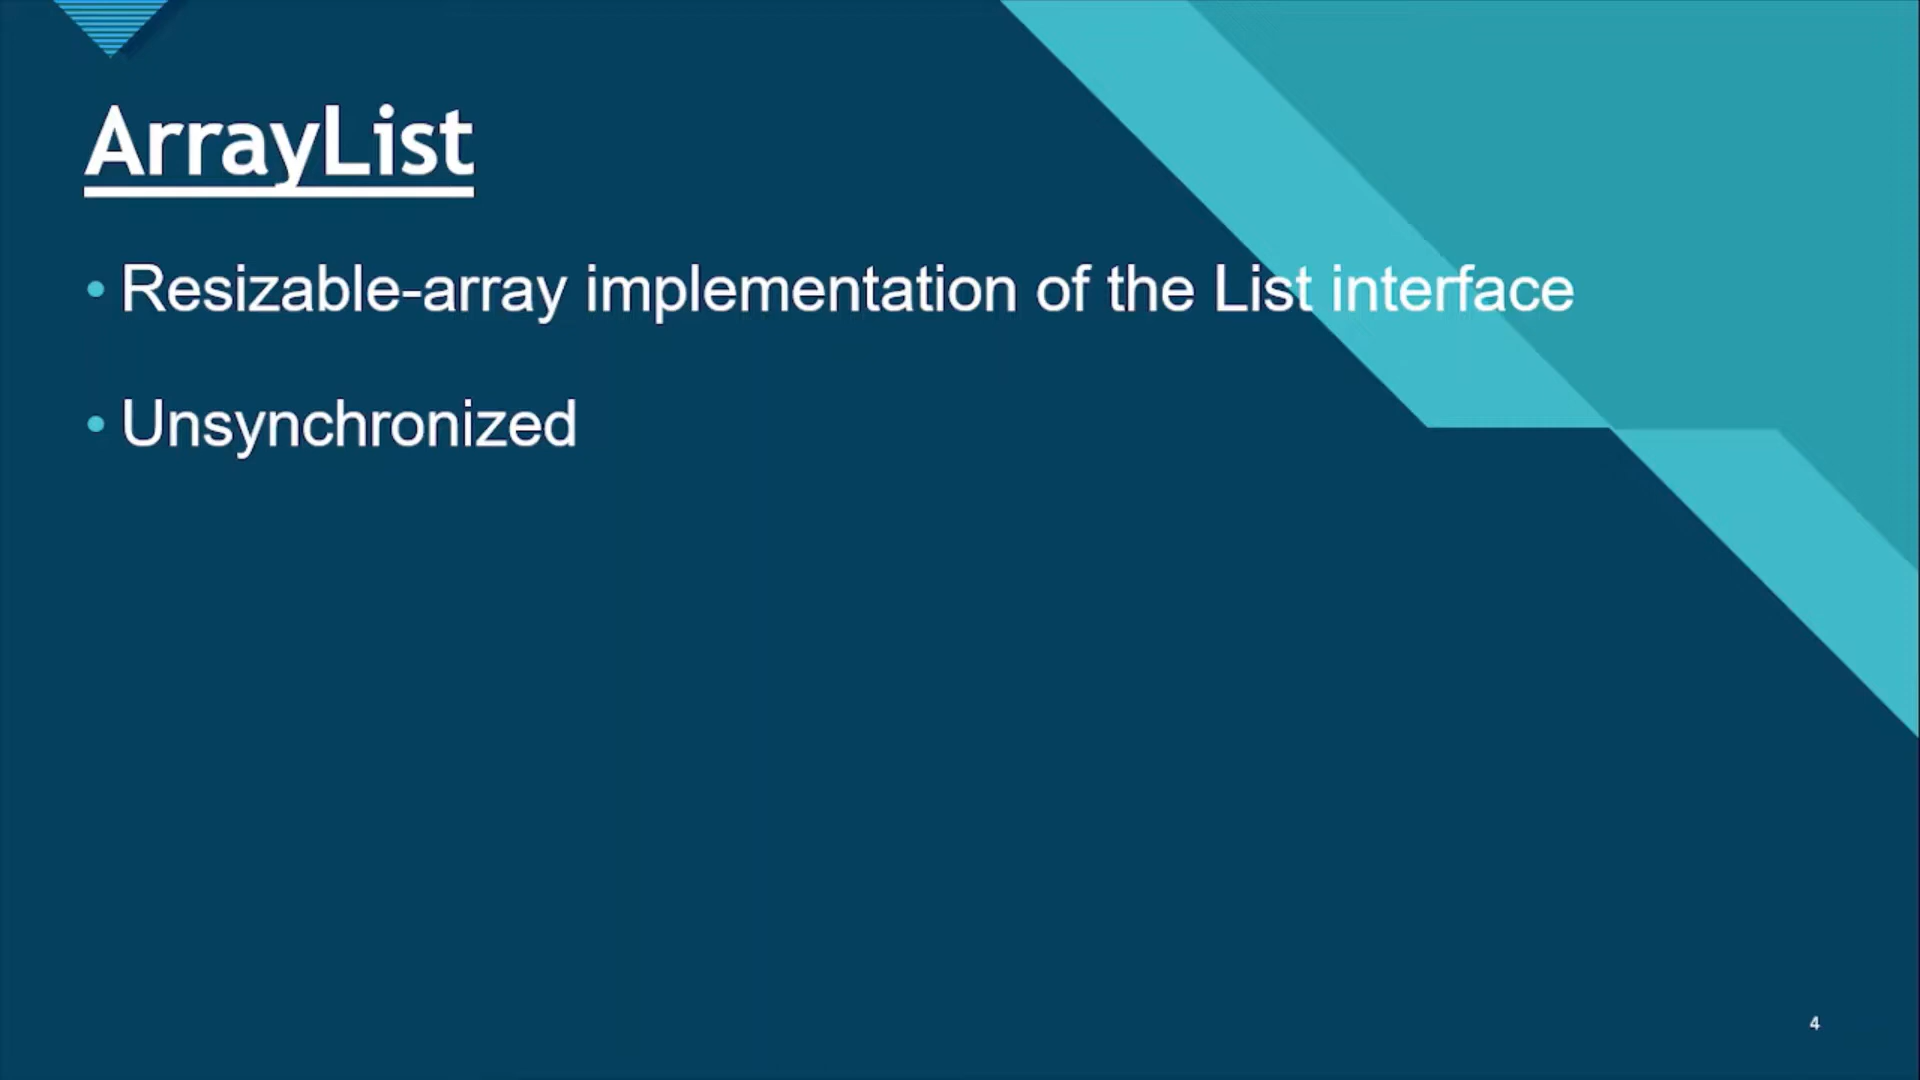 ArrayList
• Resizable-array implementation of the List interface
• Unsynchronized
4